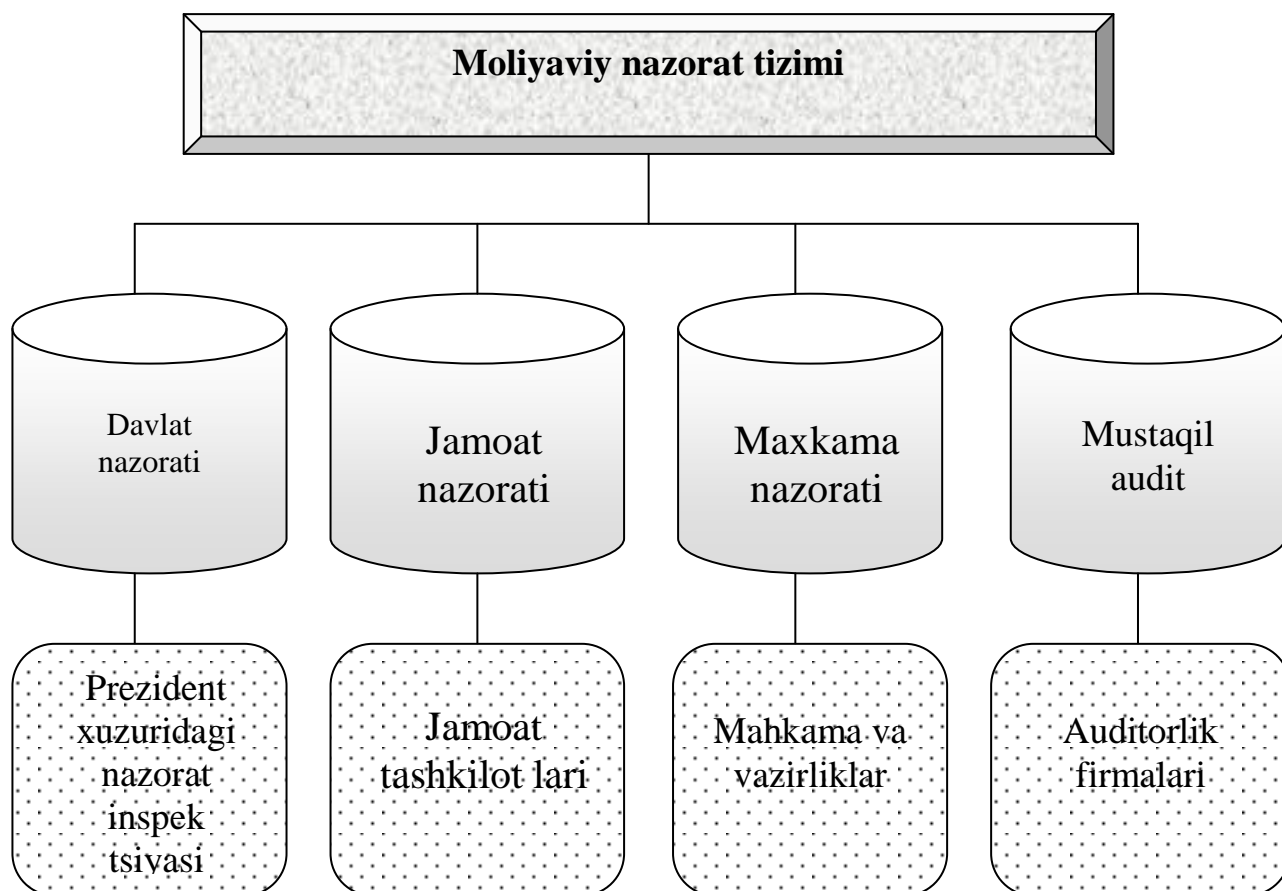 Moliyaviy nazorat tizimi
Davlat
nazorati
Jamoat
nazorati
Maxkama
nazorati
Mustaqil
audit
Prezident
xuzuridagi
nazorat
inspek
tsivasi
Jamoat
tashkilot lari
Mahkama va
vazirliklar
Auditorlik
firmalari